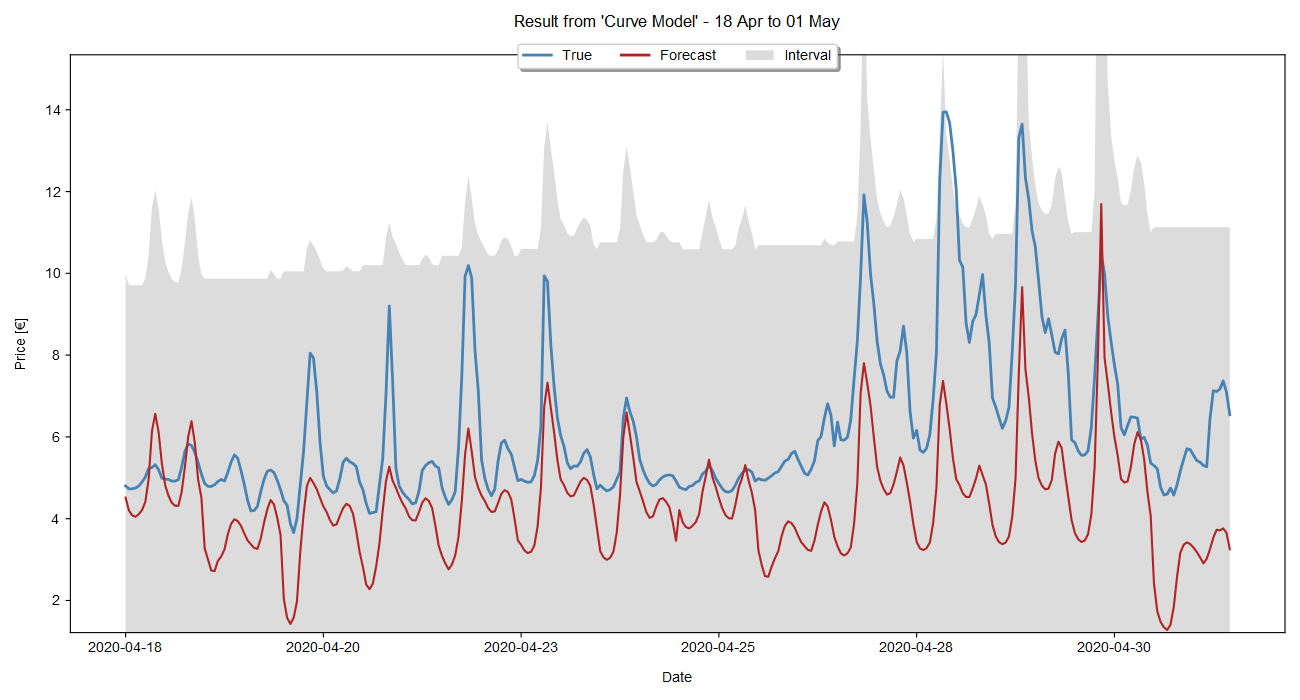 Result from 'Curve Model' - 18 Apr to 01 May
True Forecast Interval
Price [€]
14
12
10
8
6
4
2
2020-04-18 2020-04-20 2020-04-23 2020-04-25 2020-04-28 2020-04-30
Date